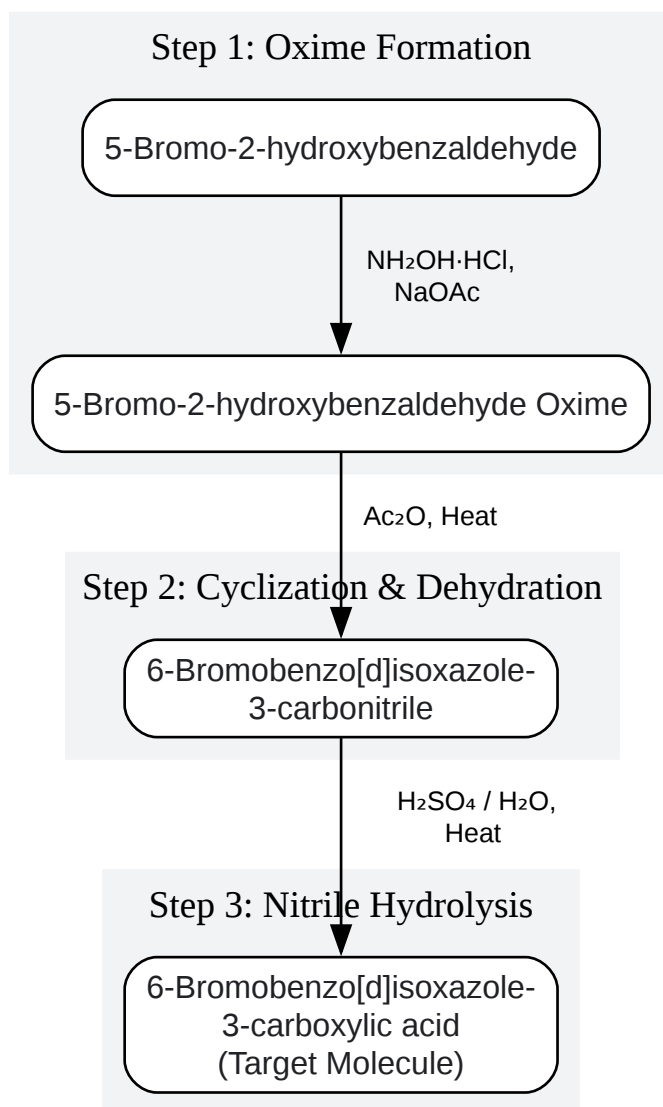 Step 1: Oxime Formation
5-Bromo-2-hydroxybenzaldehyde
NH₂OH·HCl,
NaOAc
5-Bromo-2-hydroxybenzaldehyde Oxime
Ac₂O, Heat
Step 2: Cyclization & Dehydration
6-Bromobenzo[d]isoxazole-
3-carbonitrile
H₂SO₄ / H₂O,
Heat
Step 3: Nitrile Hydrolysis
6-Bromobenzo[d]isoxazole-
3-carboxylic acid
(Target Molecule)